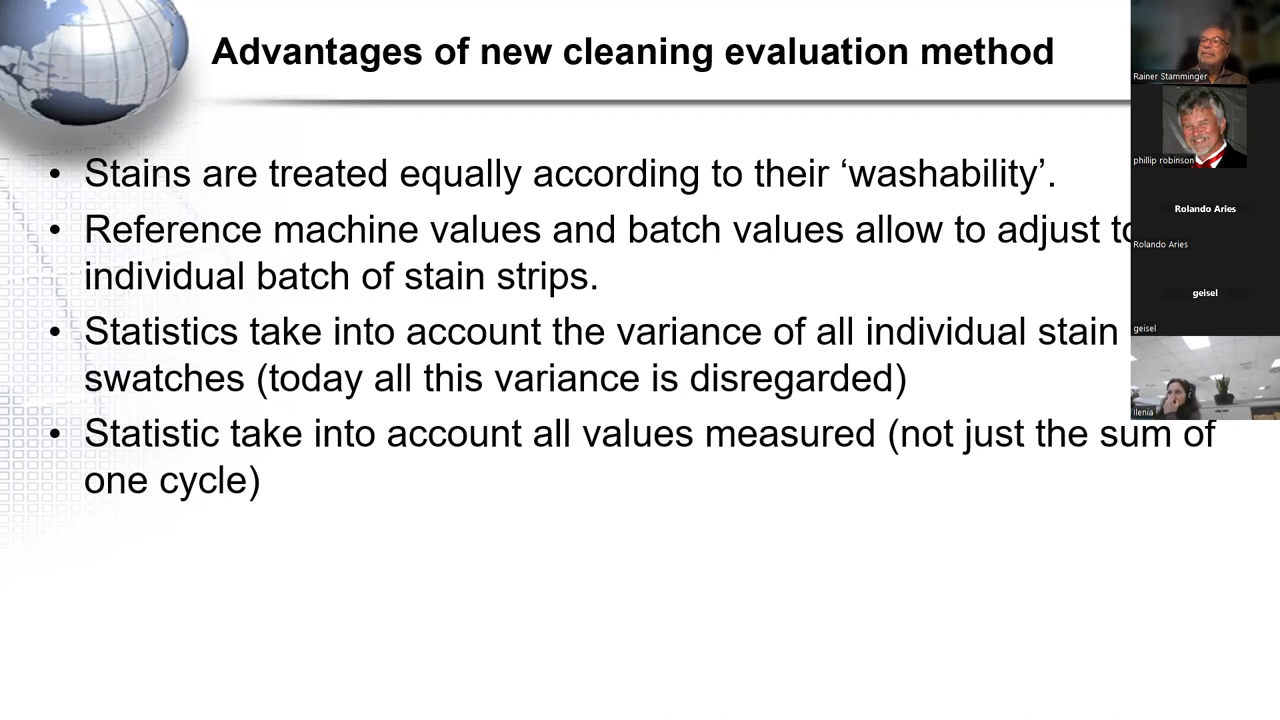 Advantages of new cleaning evaluation method
• Stains are treated equally according to their ‘washability’.
• Reference machine values and batch values allow to adjust to
individual batch of stain strips.
• Statistics take into account the variance of all individual stain
swatches (today all this variance is disregarded)
• Statistic take into account all values measured (not just the sum of
one cycle)
Rainer Stamminger
phillip robinson
Rolando Aries
Rolando Aries
geisel
geisel
Ilenia